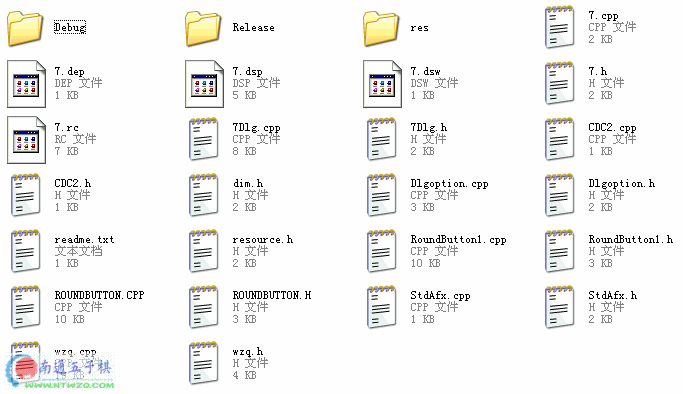 Debug
Release
res
7.cpp
CPP 文件
2 KB
7.dep
DEP 文件
1 KB
7.dsp
DSP 文件
5 KB
7.dsw
DSW 文件
1 KB
7.h
H 文件
2 KB
7.rc
RC 文件
7 KB
7Dlg.cpp
CPP 文件
8 KB
7Dlg.h
H 文件
2 KB
CDC2.cpp
CPP 文件
1 KB
CDC2.h
H 文件
1 KB
dim.h
H 文件
2 KB
Dlgoption.cpp
CPP 文件
3 KB
Dlgoption.h
H 文件
2 KB
readme.txt
文本文档
1 KB
resource.h
H 文件
2 KB
RoundButton1.cpp
CPP 文件
10 KB
RoundButton1.h
H 文件
3 KB
ROUNDBUTTON.CPP
CPP 文件
10 KB
ROUNDBUTTON.H
H 文件
3 KB
StdAfx.cpp
CPP 文件
1 KB
StdAfx.h
H 文件
2 KB
wzq.cpp
wzq.h
H 文件
4 KB
南通五子棋
WWW.NTWZQ.COM